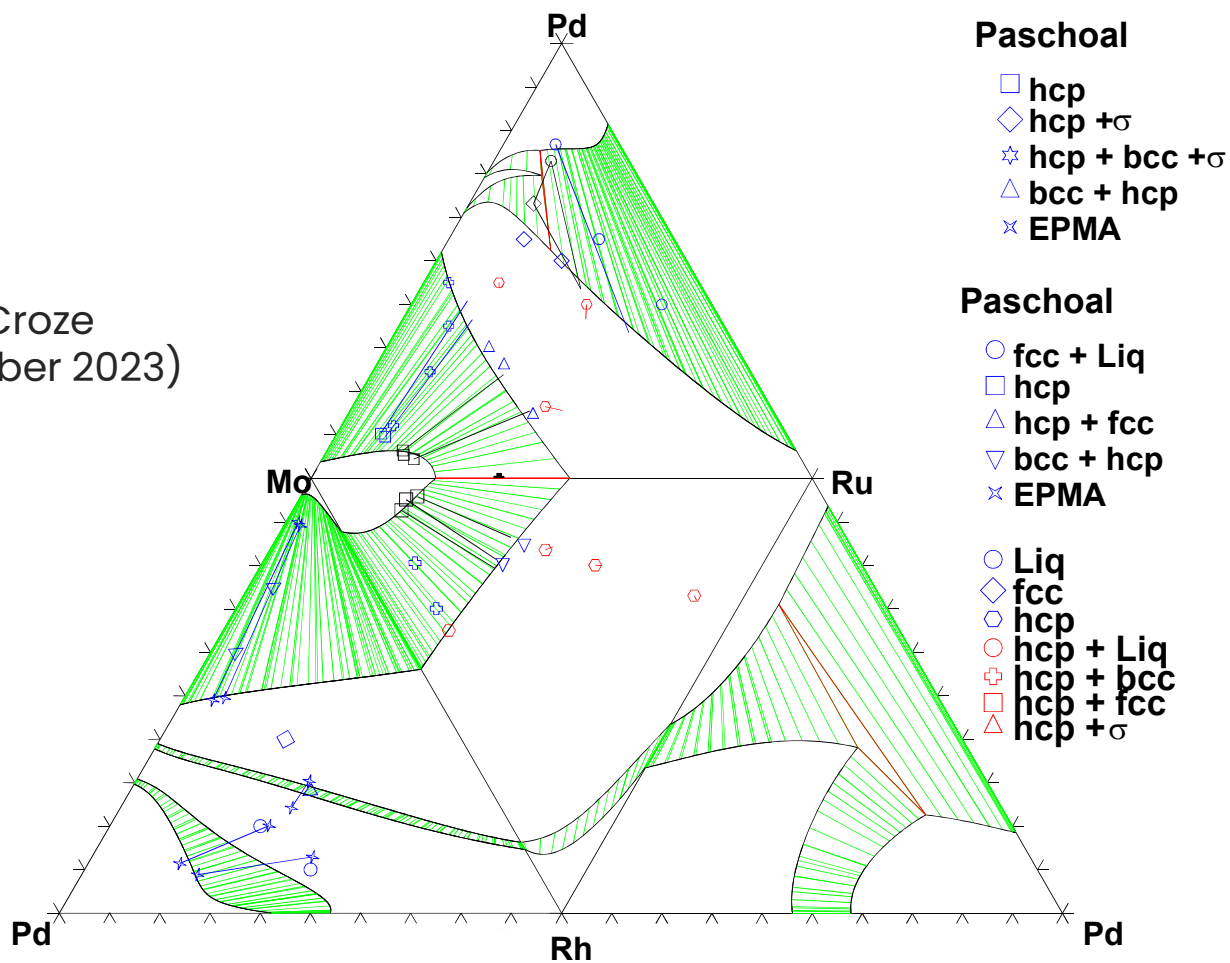 Pd
Paschoal
hcp
hcp +σ
hcp + bcc +σ
bcc + hcp
EPMA
Croze
ber 2023)
Paschoal
fcc + Liq
hcp
hcp + fcc
bcc + hcp
EPMA
Mo
Ru
Liq
fcc
hcp
hcp + Liq
hcp + bcc
hcp + fcc
hcp +σ
Pd
Rh
Pd